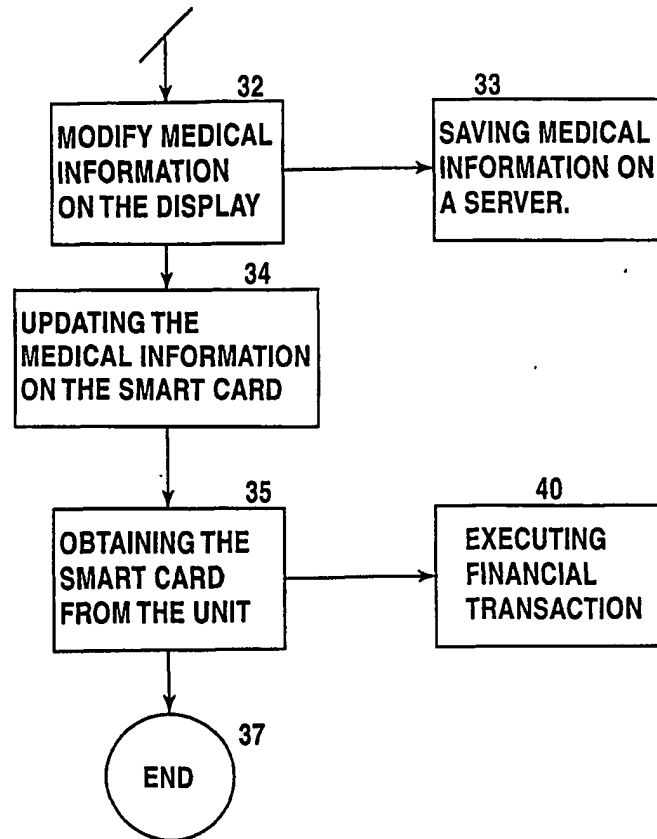 32
MODIFY MEDICAL
INFORMATION
ON THE DISPLAY
33
SAVING MEDICAL
INFORMATION ON
A SERVER.
34
UPDATING THE
MEDICAL INFORMATION
ON THE SMART CARD
35
OBTAINING THE
SMART CARD
FROM THE UNIT
40
EXECUTING
FINANCIAL
TRANSACTION
37
END